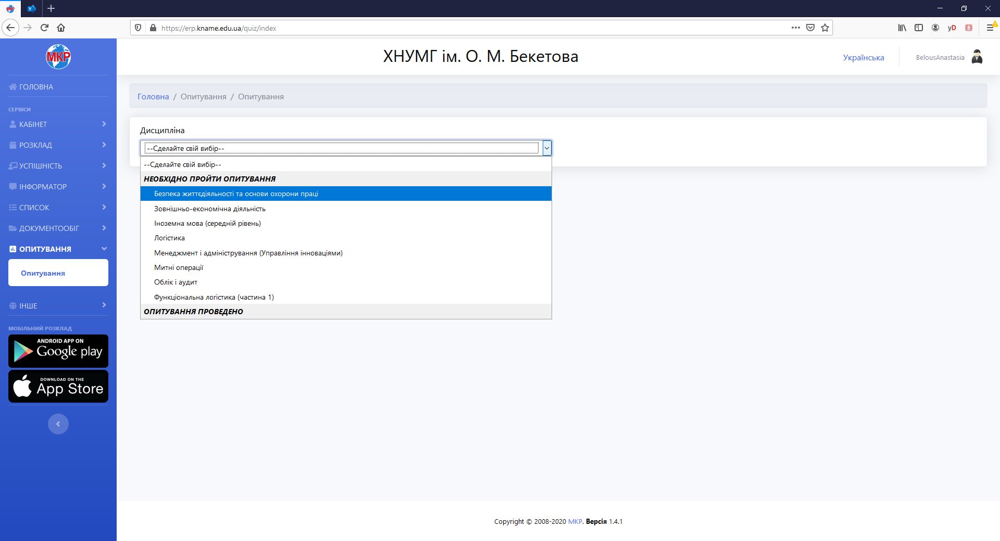 https://erp.kname.edu.ua/quiz/index
yD
МКР
ХНУМГ ім. О. М. Бекетова
Українська
BelousAnastasia
ГОЛОВНА
СЕРВІСИ
КАБІНЕТ
РОЗКЛАД
УСПІШНІСТЬ
ІНФОРМАТОР
СПИСОК
ДОКУМЕНТООБІГ
ОПИТУВАННЯ
Опитування
ІНШЕ
МОБІЛЬНИЙ РОЗКЛАД
ANDROID APP ON
Google play
DOWNLOAD ON THE
App Store
Головна / Опитування / Опитування
Дисципліна
--Сделайте свій вибір--
--Сделайте свій вибір--
НЕОБХІДНО ПРОЙТИ ОПИТУВАННЯ
Безпека життєдіяльності та основи охорони праці
Зовнішньо-економічна діяльність
Іноземна мова (середній рівень)
Логістика
Менеджмент і адміністрування (Управління інноваціями)
Митні операції
Облік і аудит
Функціональна логістика (частина 1)
ОПИТУВАННЯ ПРОВЕДЕНО
Copyright © 2008-2020 МКР. Версія 1.4.1